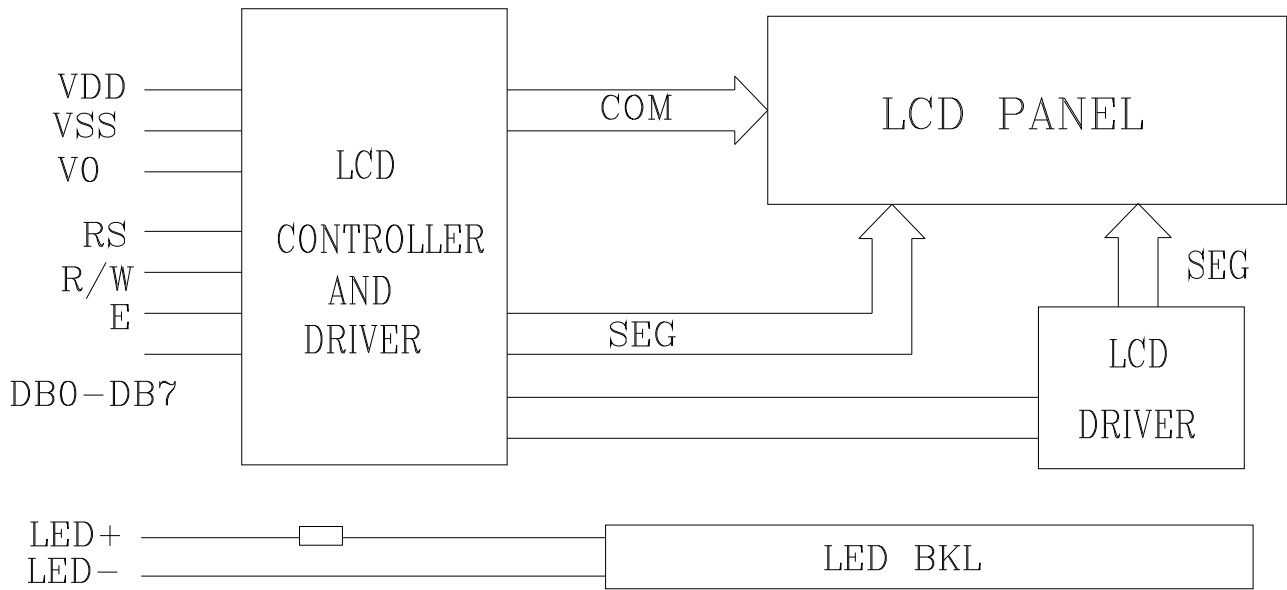 VDD
VSS
V0
RS
R/W
E
DB0-DB7
LCD
CONTROLLER
AND
DRIVER
COM
SEG
LCD PANEL
SEG
LCD
DRIVER
LED+
LED-
LED BKL